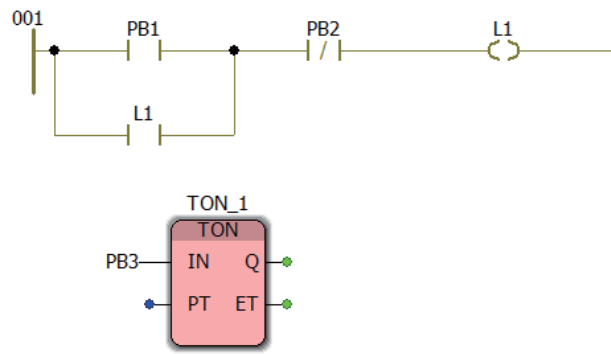 001
PB1 PB2 L1
L1
TON_1
TON
PB3 IN Q
PT ET